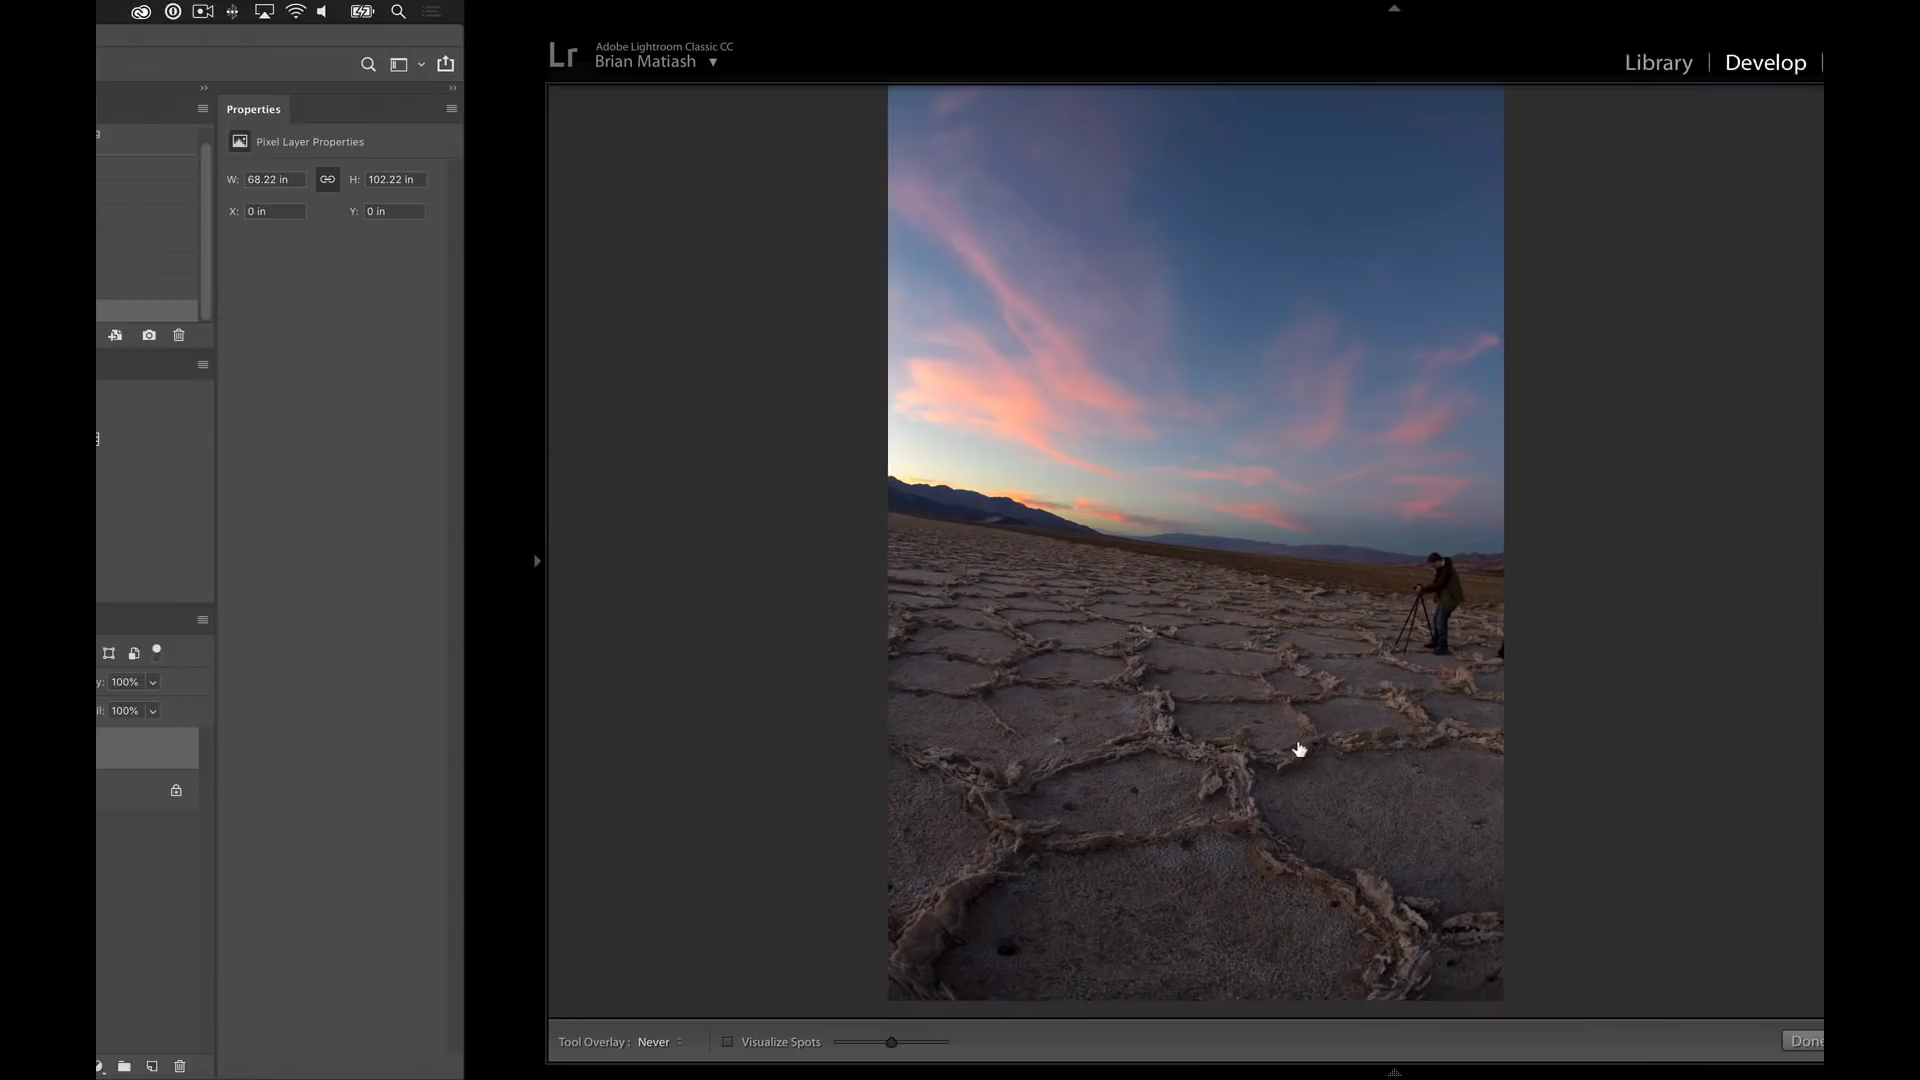 Properties
Pixel Layer Properties
W: 68.22 in H: 102.22 in
X: 0 in Y: 0 in
y: 100%
100%
Lr
Adobe Lightroom Classic CC
Brian Matiash
Library | Develop |
Tool Overlay : Never Visualize Spots
Done